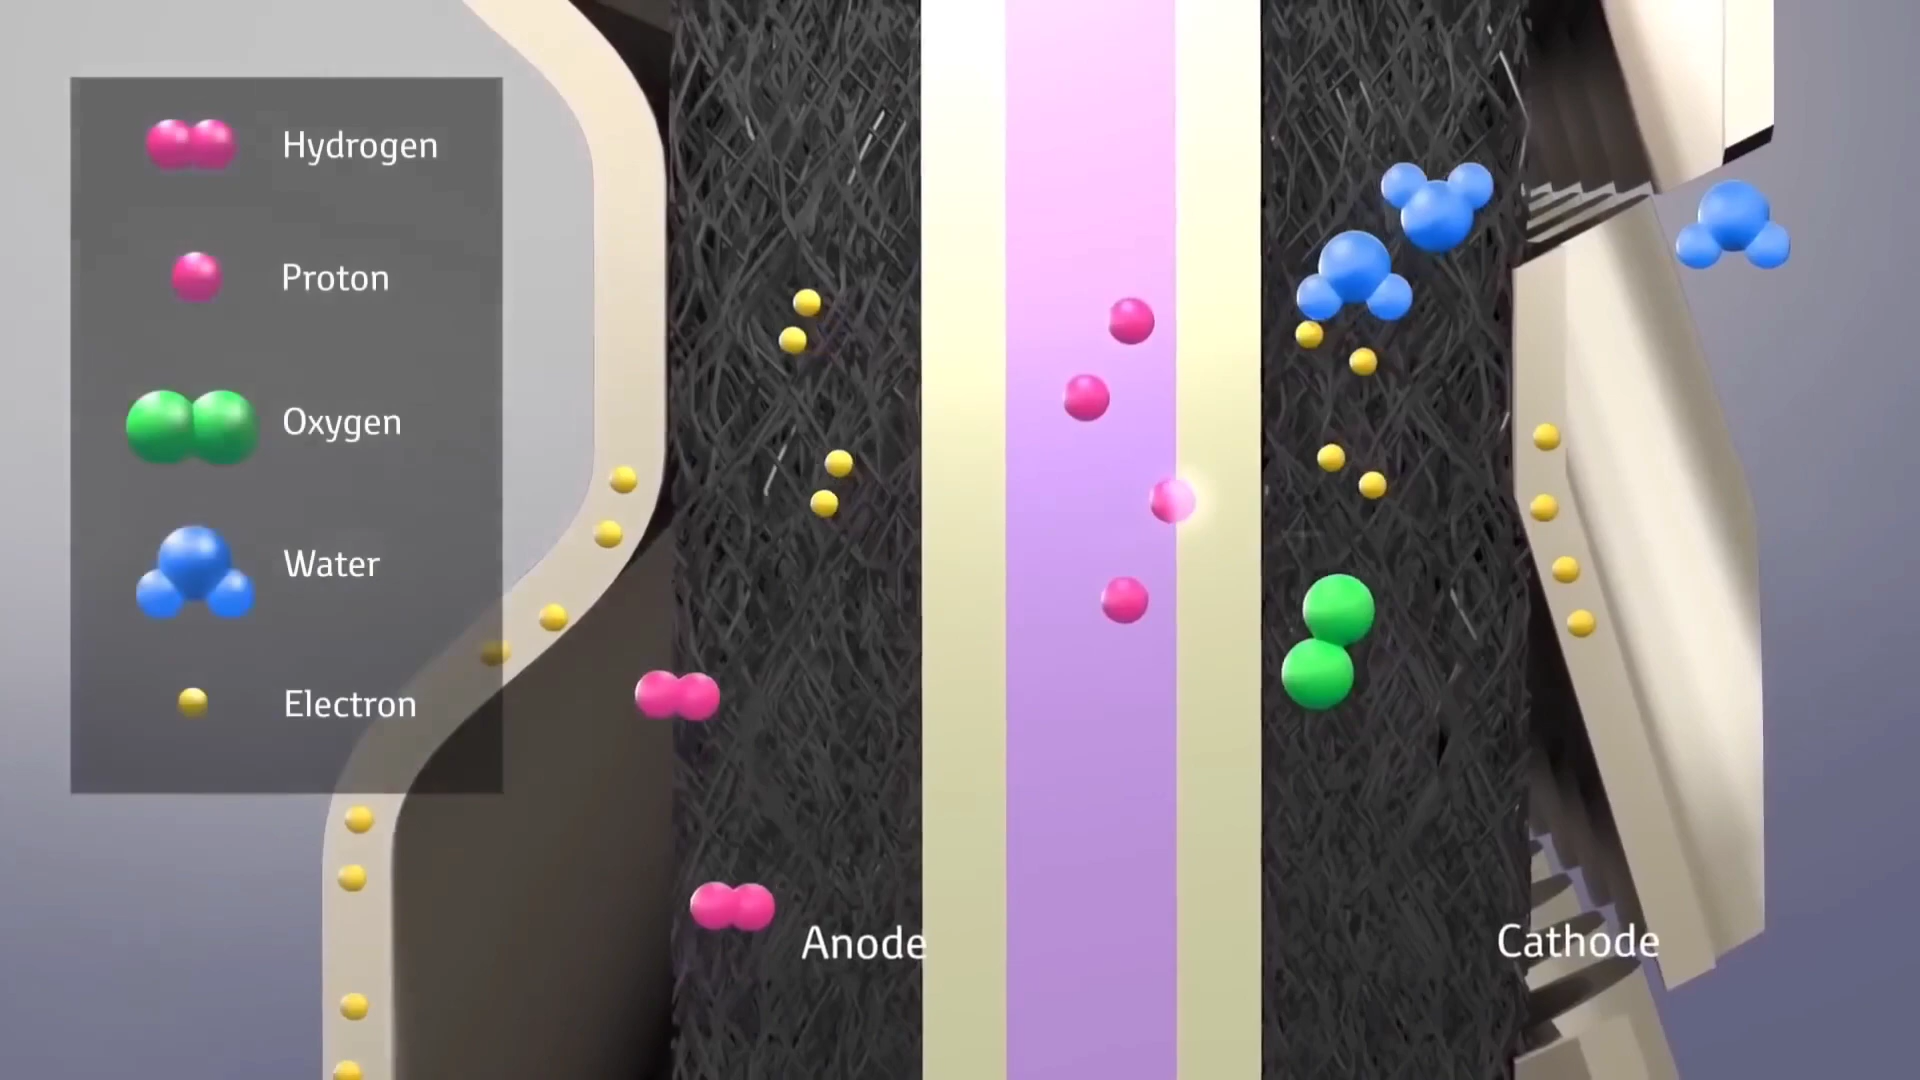 Hydrogen
Proton
Oxygen
Water
Electron
Anode
Cathode